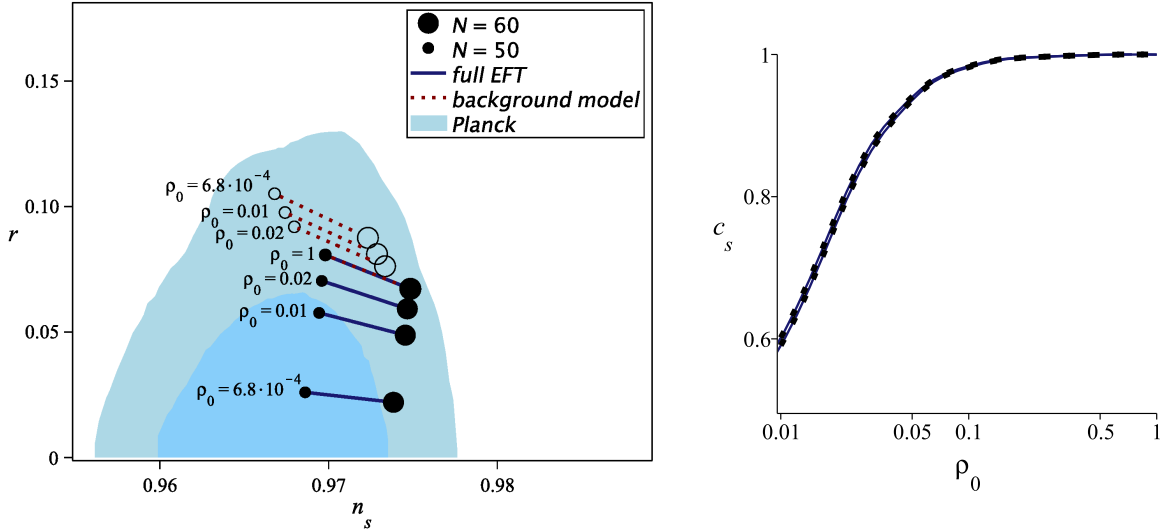 N = 60
N = 50
full EFT
background model
Planck
0.15
0.10
0.05
0
r
ρ₀ = 6.8 · 10⁻⁴
ρ₀ = 0.01
ρ₀ = 0.02
ρ₀ = 1
ρ₀ = 0.02
ρ₀ = 0.01
ρ₀ = 6.8 · 10⁻⁴
0.96 0.97 0.98
nₛ
1
0.8
cₛ
0.6
0.01 0.05 0.1 0.5 1
ρ₀